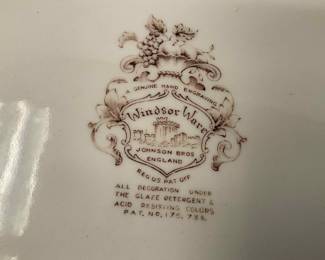 A GENUINE HAND ENGRAVING
Windsor Ware
JOHNSON BROS
ENGLAND
REG US PAT OFF
ALL DECORATION UNDER
THE GLAZE DETERGENT &
ACID RESISTING COLORS
PAT. NO. 175, 785.